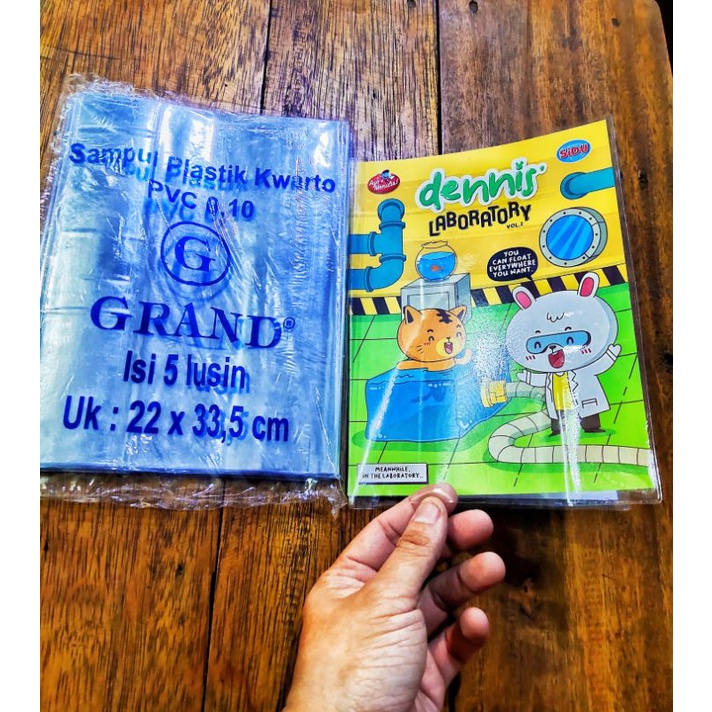 Sampul Plastik Kwarto
PVC 0.10
G
GRAND®
Isi 5 lusin
Uk : 22 x 33,5 cm
SiDU
dennis
LABORATORY
VOL.1
YOU
CAN FLOAT
EVERYWHERE
YOU WANT..
MEANWHILE,
IN THE LABORATORY..